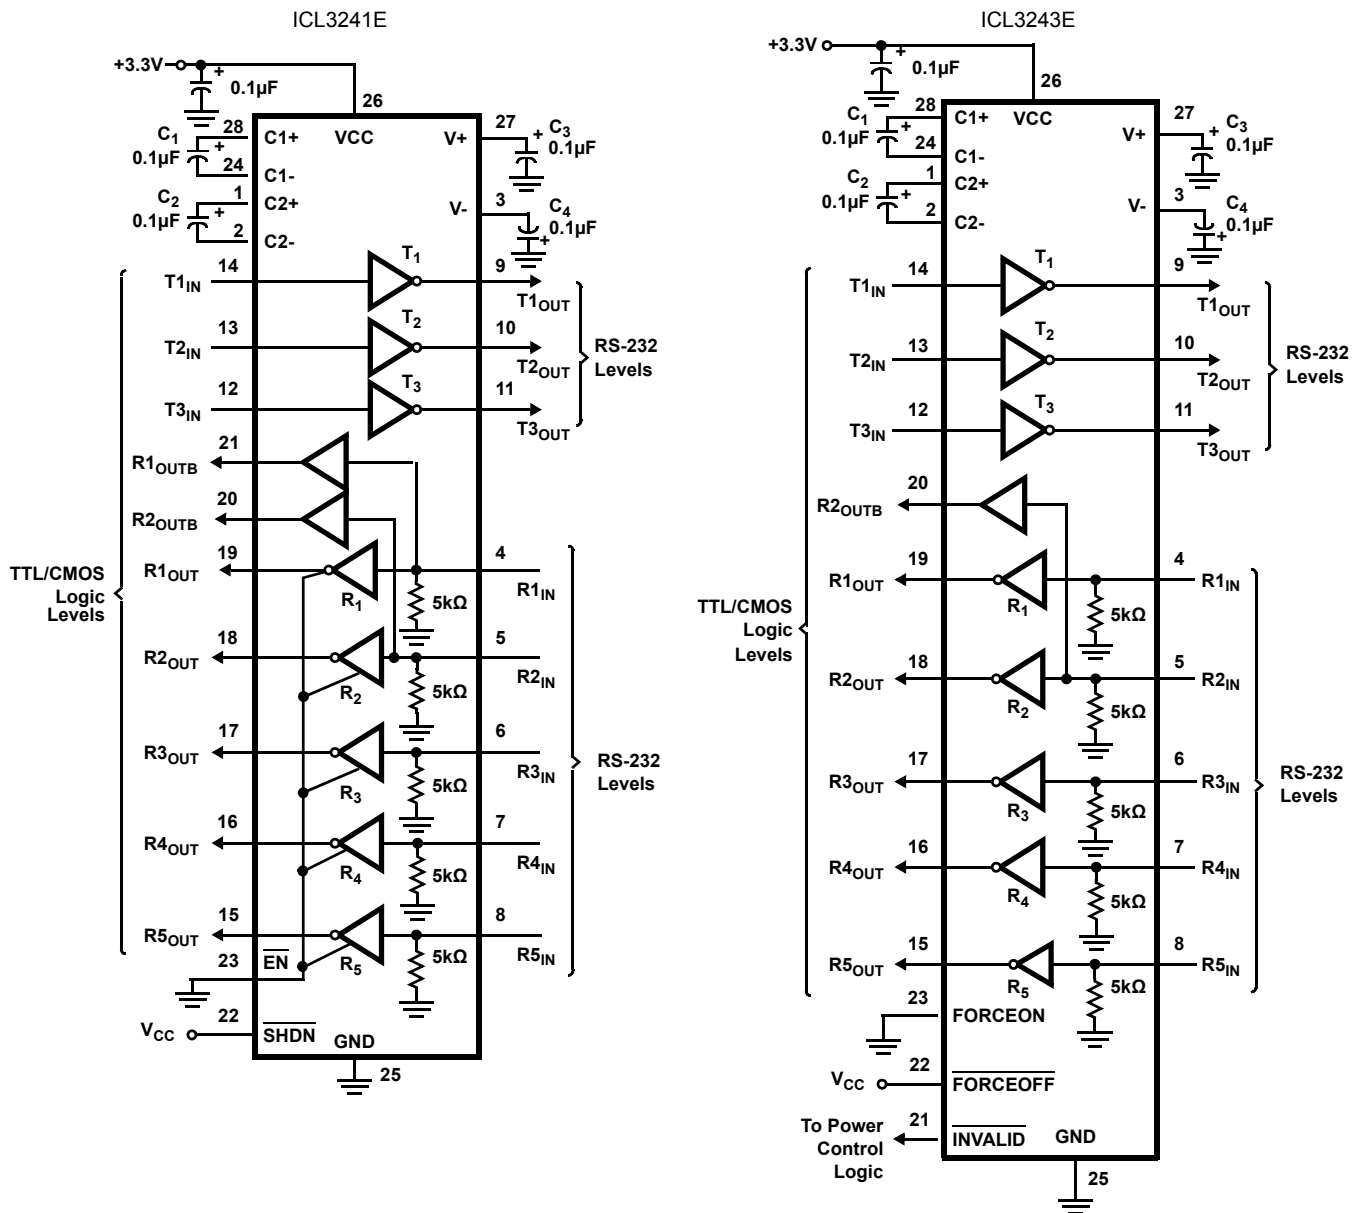 ICL3241E
+3.3V
+
0.1µF
26
VCC
C1
0.1µF
+
28
C1+
24
C1-
C2
0.1µF
+
1
C2+
2
C2-
27
V+
+
C3
0.1µF
3
V-
C4
0.1µF
+
T1IN
14
T1
9
T1OUT
T2IN
13
T2
10
T2OUT
T3IN
12
T3
11
T3OUT
RS-232
Levels
R1OUTB
21
R2OUTB
20
R1OUT
19
R1
5kΩ
4
R1IN
R2OUT
18
R2
5kΩ
5
R2IN
R3OUT
17
R3
5kΩ
6
R3IN
R4OUT
16
R4
5kΩ
7
R4IN
R5OUT
15
R5
5kΩ
8
R5IN
TTL/CMOS
Logic
Levels
RS-232
Levels
23
EN
VCC
22
SHDN
GND
25
ICL3243E
+3.3V
+
0.1µF
26
VCC
C1
0.1µF
+
28
C1+
24
C1-
C2
0.1µF
+
1
C2+
2
C2-
27
V+
+
C3
0.1µF
3
V-
C4
0.1µF
+
T1IN
14
T1
9
T1OUT
T2IN
13
T2
10
T2OUT
T3IN
12
T3
11
T3OUT
RS-232
Levels
R2OUTB
20
R1OUT
19
R1
5kΩ
4
R1IN
R2OUT
18
R2
5kΩ
5
R2IN
R3OUT
17
R3
5kΩ
6
R3IN
R4OUT
16
R4
5kΩ
7
R4IN
R5OUT
15
R5
5kΩ
8
R5IN
TTL/CMOS
Logic
Levels
RS-232
Levels
23
FORCEON
VCC
22
FORCEOFF
To Power
Control
Logic
21
INVALID
GND
25